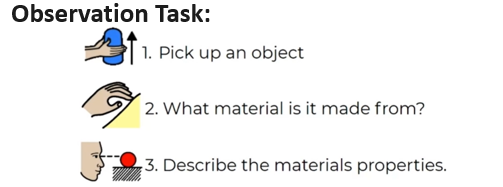 Observation Task:
1. Pick up an object
2. What material is it made from?
3. Describe the materials properties.